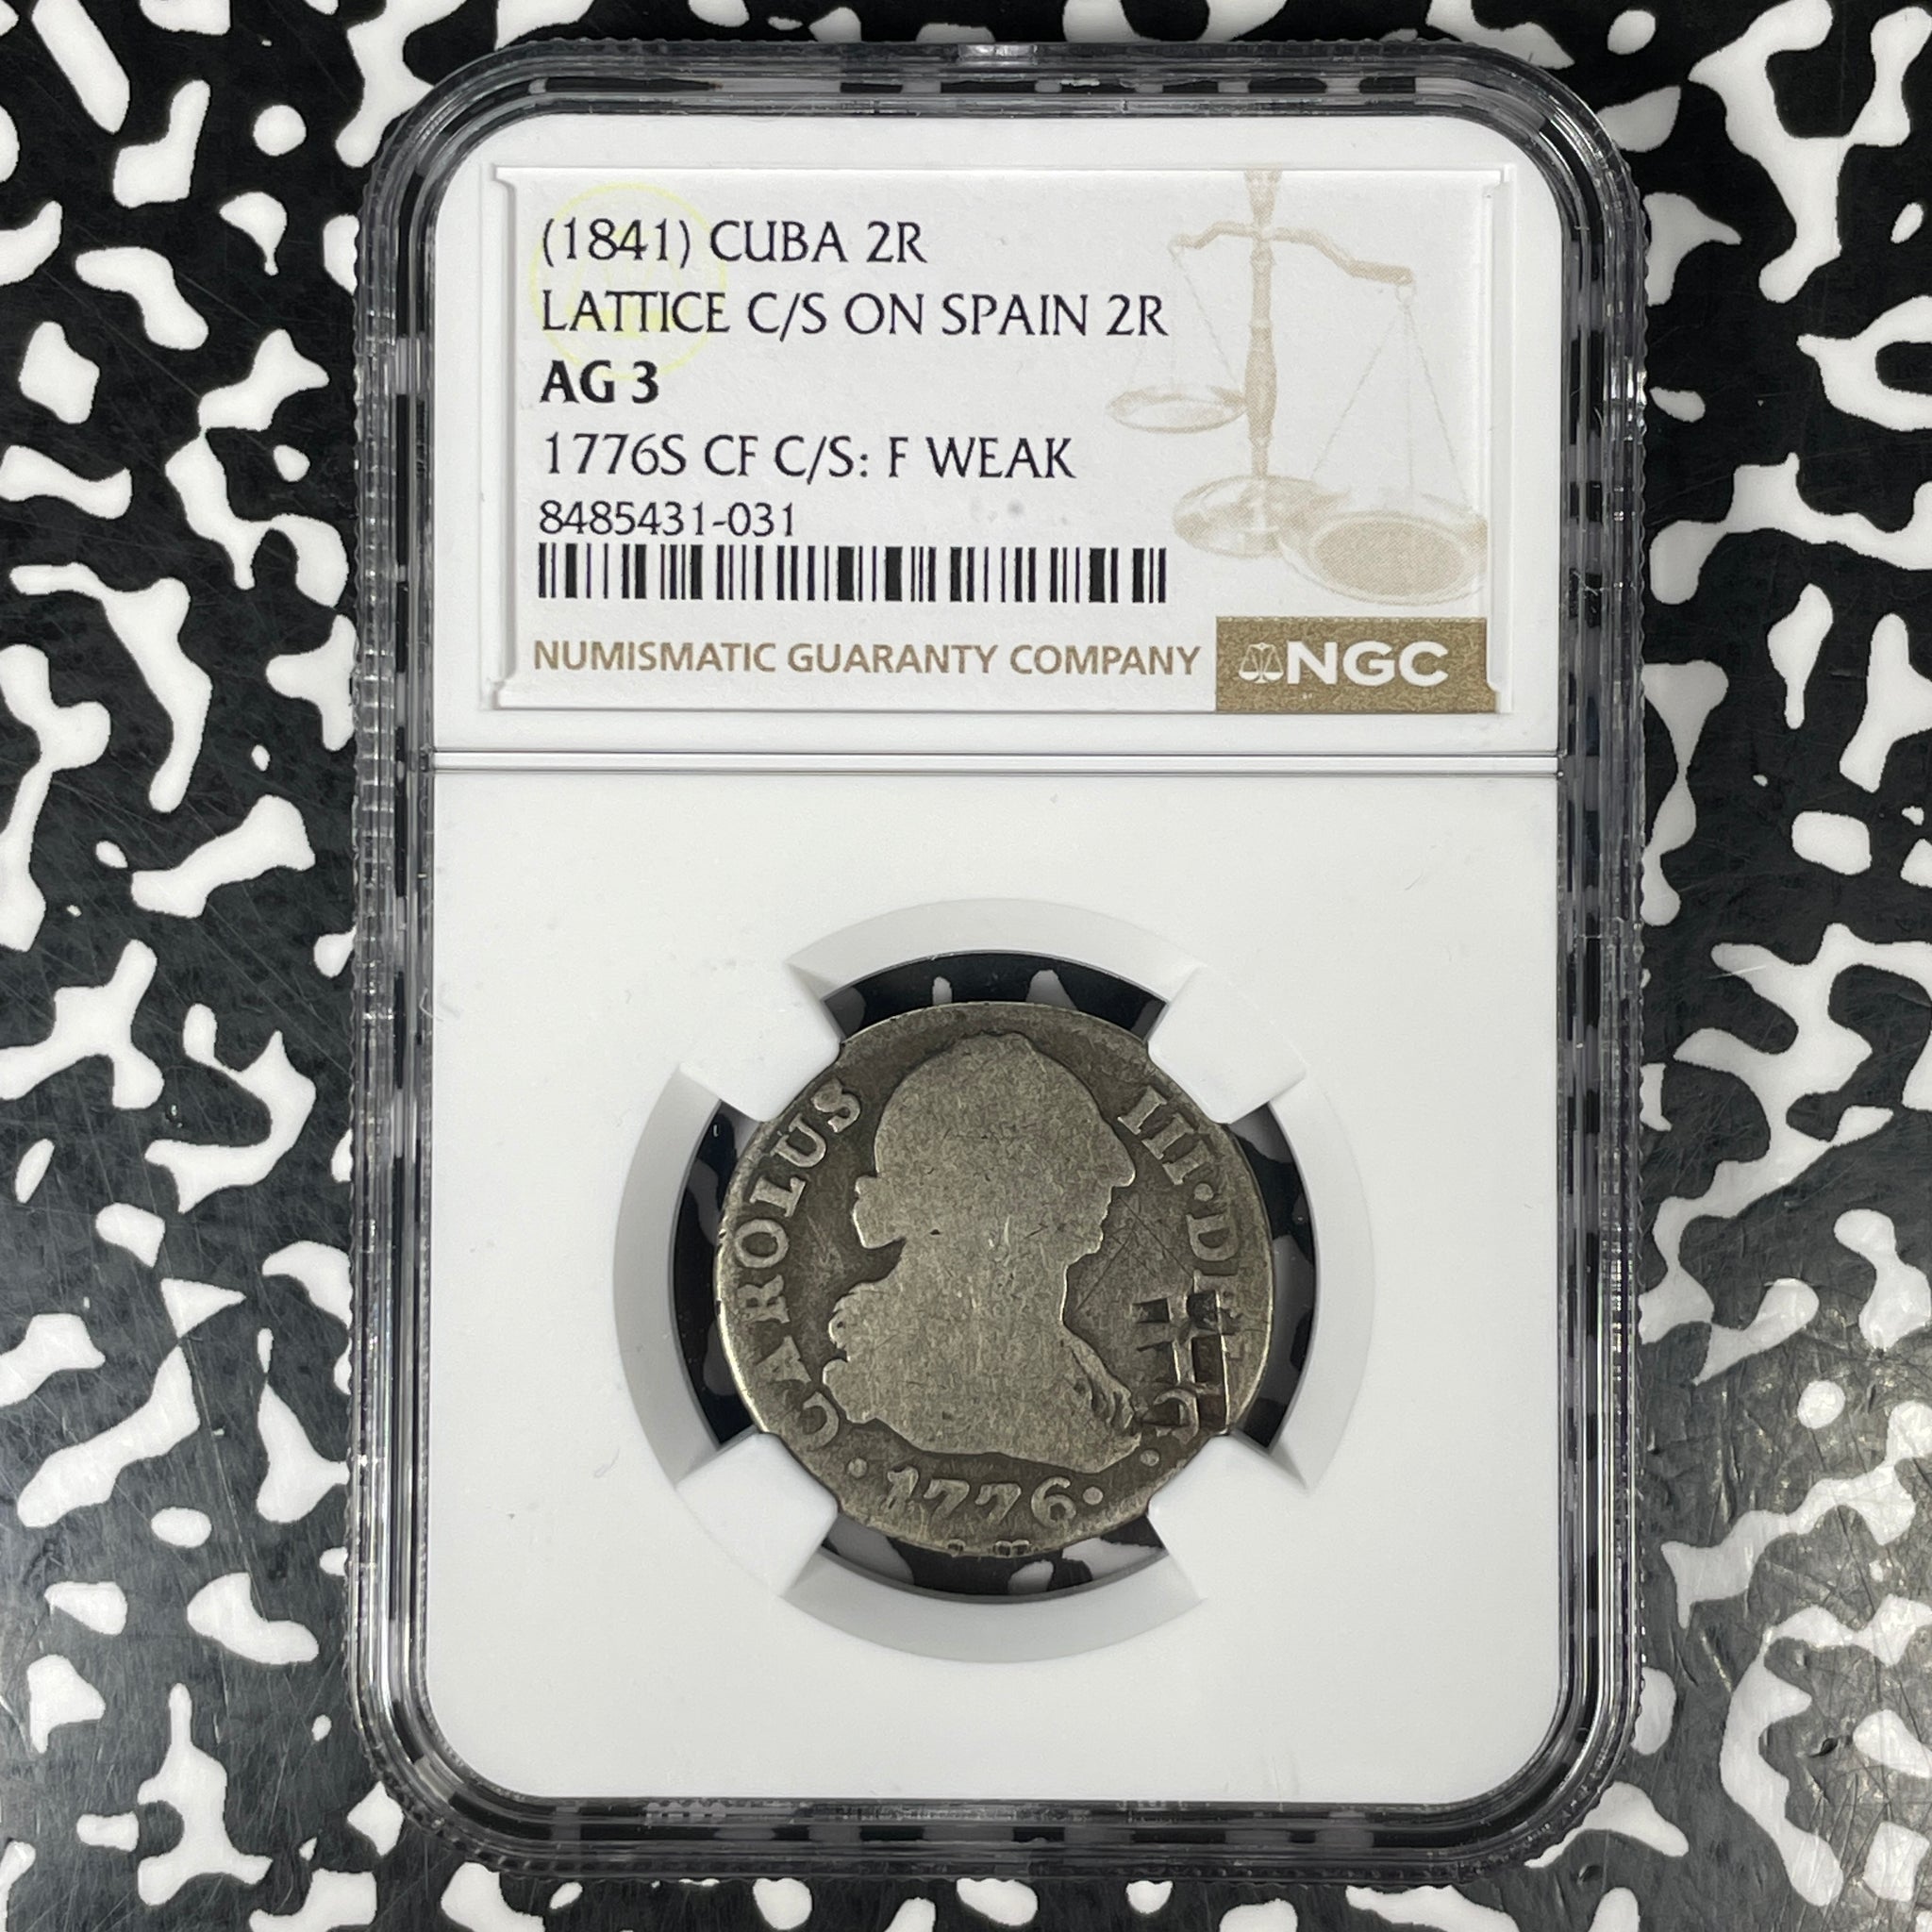 (1841) CUBA 2R
LATTICE C/S ON SPAIN 2R
AG 3
1776S CF C/S: F WEAK
8485431-031
NUMISMATIC GUARANTY COMPANY
NGC
CAROLUS III·D
G
·1776·